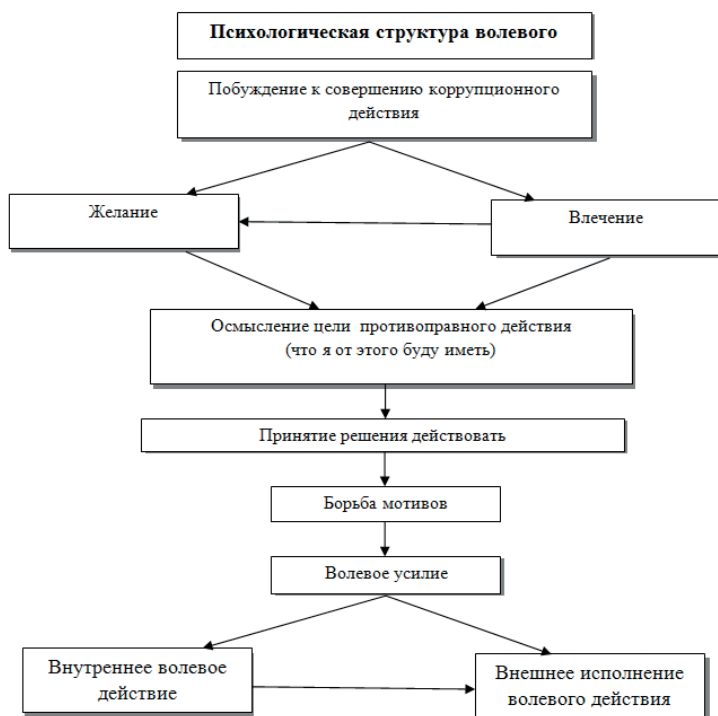 Психологическая структура волевого
Побуждение к совершению коррупционного
действия
Желание
Влечение
Осмысление цели противоправного действия
(что я от этого буду иметь)
Принятие решения действовать
Борьба мотивов
Волевое усилие
Внутреннее волевое
действие
Внешнее исполнение
волевого действия